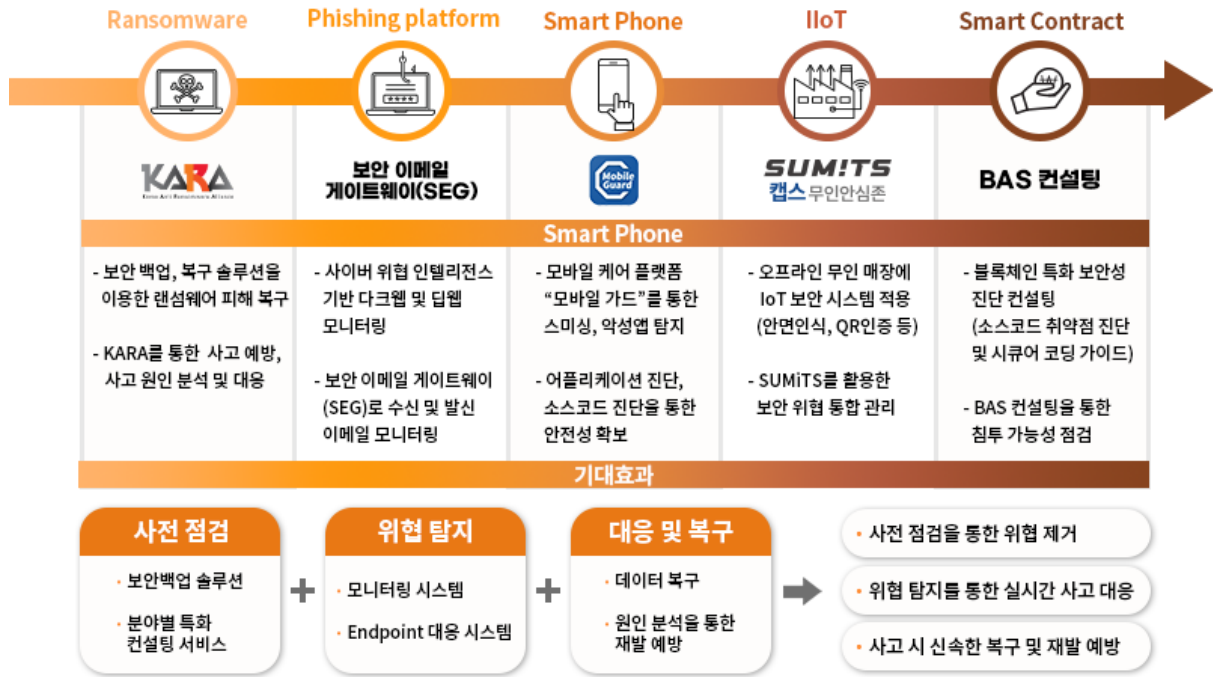 Ransomware
Phishing platform
Smart Phone
IIoT
Smart Contract
KARA
Korea Anti Ransomware Alliance
보안 이메일
게이트웨이(SEG)
Mobile
Guard
SUM!TS
캡스 무인안심존
BAS 컨설팅
Smart Phone
- 보안 백업, 복구 솔루션을
이용한 랜섬웨어 피해 복구
- KARA를 통한 사고 예방,
사고 원인 분석 및 대응
- 사이버 위협 인텔리전스
기반 다크웹 및 딥웹
모니터링
- 보안 이메일 게이트웨이
(SEG)로 수신 및 발신
이메일 모니터링
- 모바일 케어 플랫폼
“모바일 가드”를 통한
스미싱, 악성앱 탐지
- 어플리케이션 진단,
소스코드 진단을 통한
안전성 확보
- 오프라인 무인 매장에
IoT 보안 시스템 적용
(안면인식, QR인증 등)
- SUMiTS를 활용한
보안 위협 통합 관리
- 블록체인 특화 보안성
진단 컨설팅
(소스코드 취약점 진단
및 시큐어 코딩 가이드)
- BAS 컨설팅을 통한
침투 가능성 점검
기대효과
사전 점검
· 보안백업 솔루션
· 분야별 특화
컨설팅 서비스
+
위협 탐지
· 모니터링 시스템
· Endpoint 대응 시스템
+
대응 및 복구
· 데이터 복구
· 원인 분석을 통한
재발 예방
· 사전 점검을 통한 위협 제거
· 위협 탐지를 통한 실시간 사고 대응
· 사고 시 신속한 복구 및 재발 예방